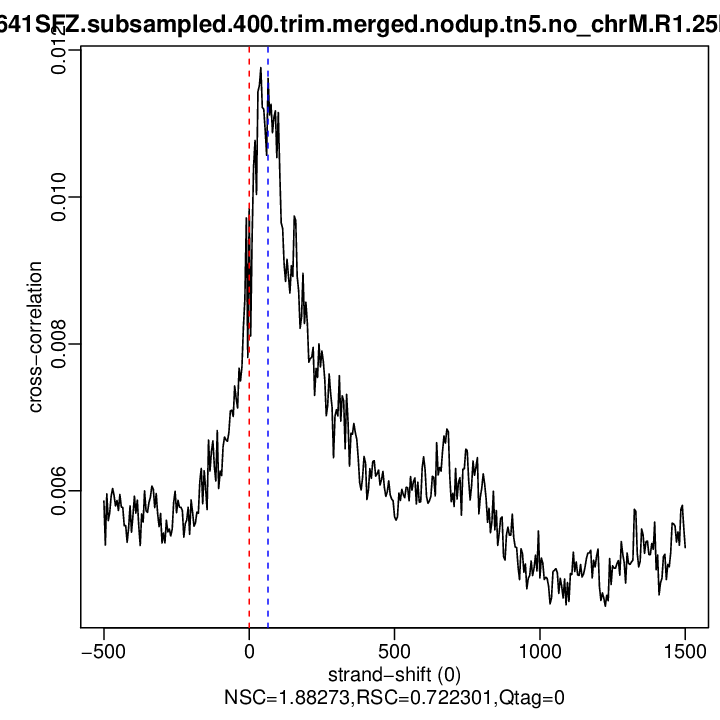 641SFZ.subsampled.400.trim.merged.nodup.tn5.no_chrM.R1.25
0.012
0.010
0.008
0.006
cross−correlation
−500 0 500 1000 1500
strand−shift (0)
NSC=1.88273,RSC=0.722301,Qtag=0